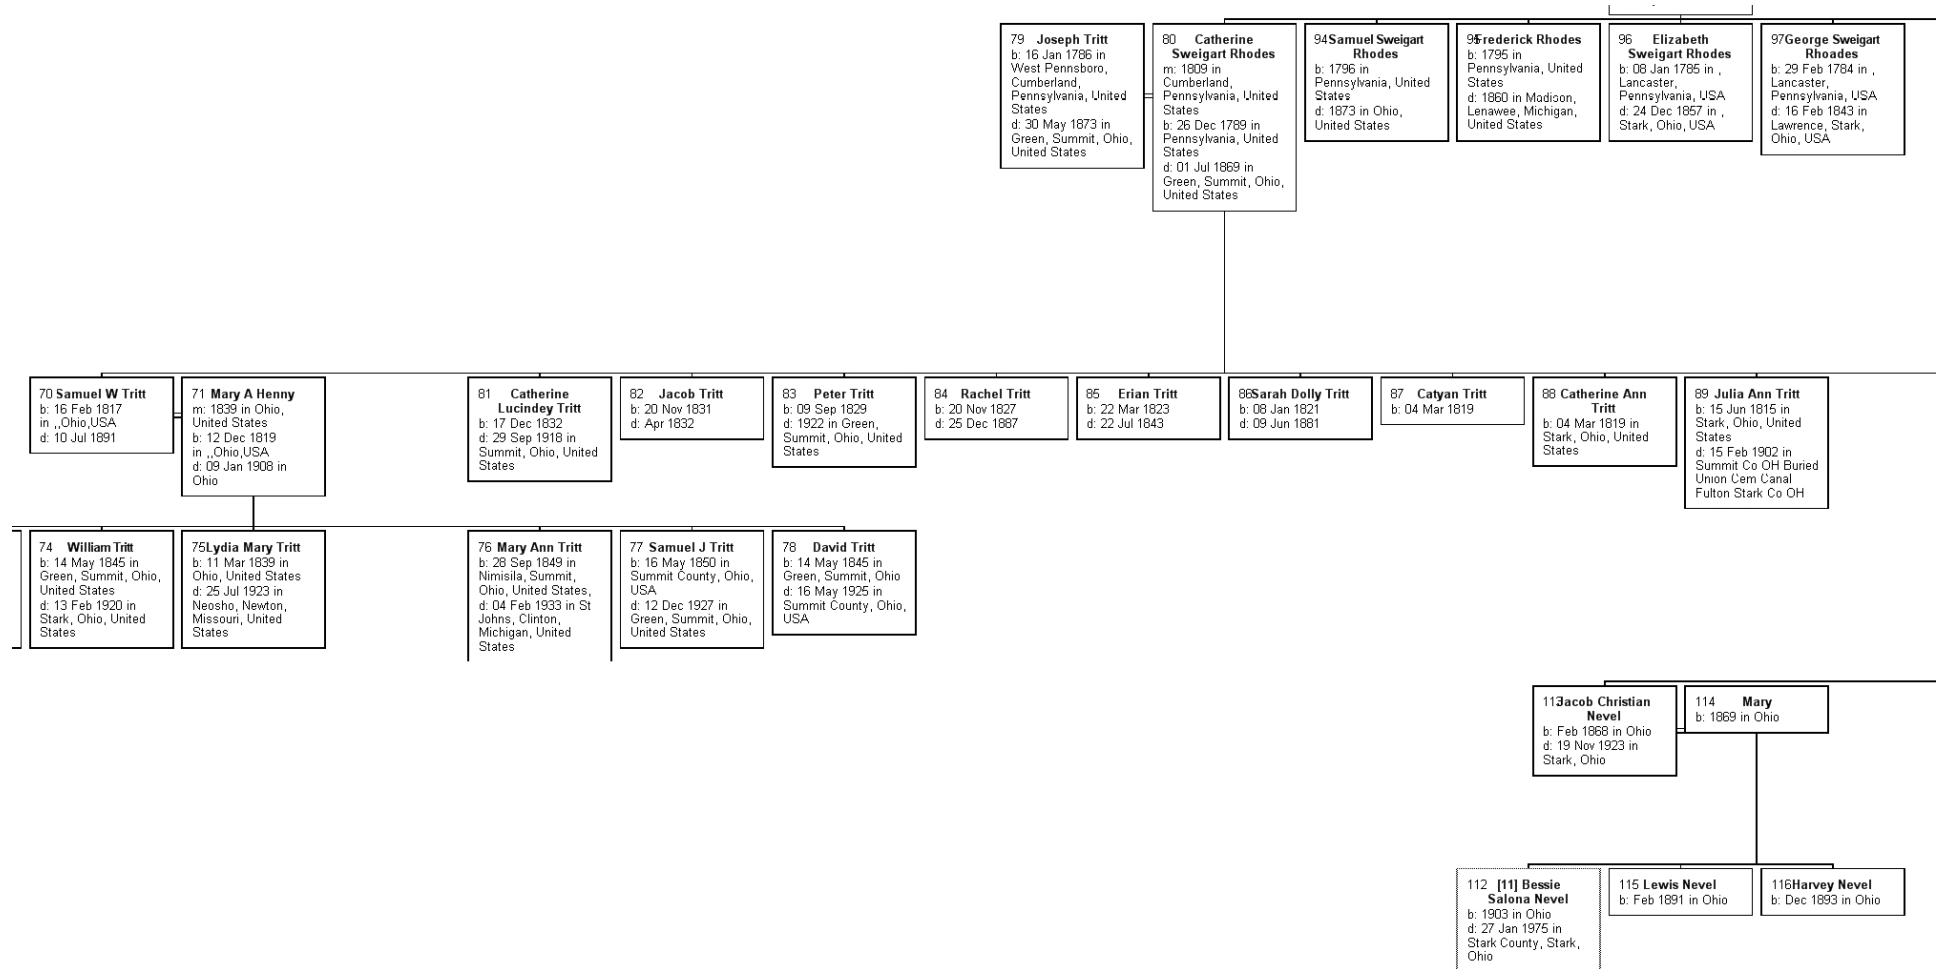 79 Joseph Tritt
b: 16 Jan 1786 in
West Pennsboro,
Cumberland,
Pennsylvania, United
States
d: 30 May 1873 in
Green, Summit, Ohio,
United States
80 Catherine
Sweigart Rhodes
m: 1809 in
Cumberland,
Pennsylvania, United
States
b: 26 Dec 1789 in
Pennsylvania, United
States
d: 01 Jul 1869 in
Green, Summit, Ohio,
United States
94 Samuel Sweigart
Rhodes
b: 1796 in
Pennsylvania, United
States
d: 1873 in Ohio,
United States
95 Frederick Rhodes
b: 1795 in
Pennsylvania, United
States
d: 1860 in Madison,
Lenawee, Michigan,
United States
96 Elizabeth
Sweigart Rhodes
b: 08 Jan 1785 in ,
Lancaster,
Pennsylvania, USA
d: 24 Dec 1857 in ,
Stark, Ohio, USA
97 George Sweigart
Rhoades
b: 29 Feb 1784 in ,
Lancaster,
Pennsylvania, USA
d: 16 Feb 1843 in
Lawrence, Stark,
Ohio, USA
70 Samuel W Tritt
b: 16 Feb 1817
in ,,Ohio,USA
d: 10 Jul 1891
71 Mary A Henny
m: 1839 in Ohio,
United States
b: 12 Dec 1819
in ,,Ohio,USA
d: 09 Jan 1908 in
Ohio
81 Catherine
Lucindey Tritt
b: 17 Dec 1832
d: 29 Sep 1918 in
Summit, Ohio, United
States
82 Jacob Tritt
b: 20 Nov 1831
d: Apr 1832
83 Peter Tritt
b: 09 Sep 1829
d: 1922 in Green,
Summit, Ohio, United
States
84 Rachel Tritt
b: 20 Nov 1827
d: 25 Dec 1887
85 Erian Tritt
b: 22 Mar 1823
d: 22 Jul 1843
86 Sarah Dolly Tritt
b: 08 Jan 1821
d: 09 Jun 1881
87 Catyan Tritt
b: 04 Mar 1819
88 Catherine Ann
Tritt
b: 04 Mar 1819 in
Stark, Ohio, United
States
89 Julia Ann Tritt
b: 15 Jun 1815 in
Stark, Ohio, United
States
d: 15 Feb 1902 in
Summit Co OH Buried
Union Cem Canal
Fulton Stark Co OH
74 William Tritt
b: 14 May 1845 in
Green, Summit, Ohio,
United States
d: 13 Feb 1920 in
Stark, Ohio, United
States
75 Lydia Mary Tritt
b: 11 Mar 1839 in
Ohio, United States
d: 25 Jul 1923 in
Neosho, Newton,
Missouri, United
States
76 Mary Ann Tritt
b: 28 Sep 1849 in
Nimisila, Summit,
Ohio, United States,
d: 04 Feb 1933 in St
Johns, Clinton,
Michigan, United
States
77 Samuel J Tritt
b: 16 May 1850 in
Summit County, Ohio,
USA
d: 12 Dec 1927 in
Green, Summit, Ohio,
United States
78 David Tritt
b: 14 May 1845 in
Green, Summit, Ohio
d: 16 May 1925 in
Summit County, Ohio,
USA
113 Jacob Christian
Nevel
b: Feb 1868 in Ohio
d: 19 Nov 1923 in
Stark, Ohio
114 Mary
b: 1869 in Ohio
112 [11] Bessie
Salona Nevel
b: 1903 in Ohio
d: 27 Jan 1975 in
Stark County, Stark,
Ohio
115 Lewis Nevel
b: Feb 1891 in Ohio
116 Harvey Nevel
b: Dec 1893 in Ohio